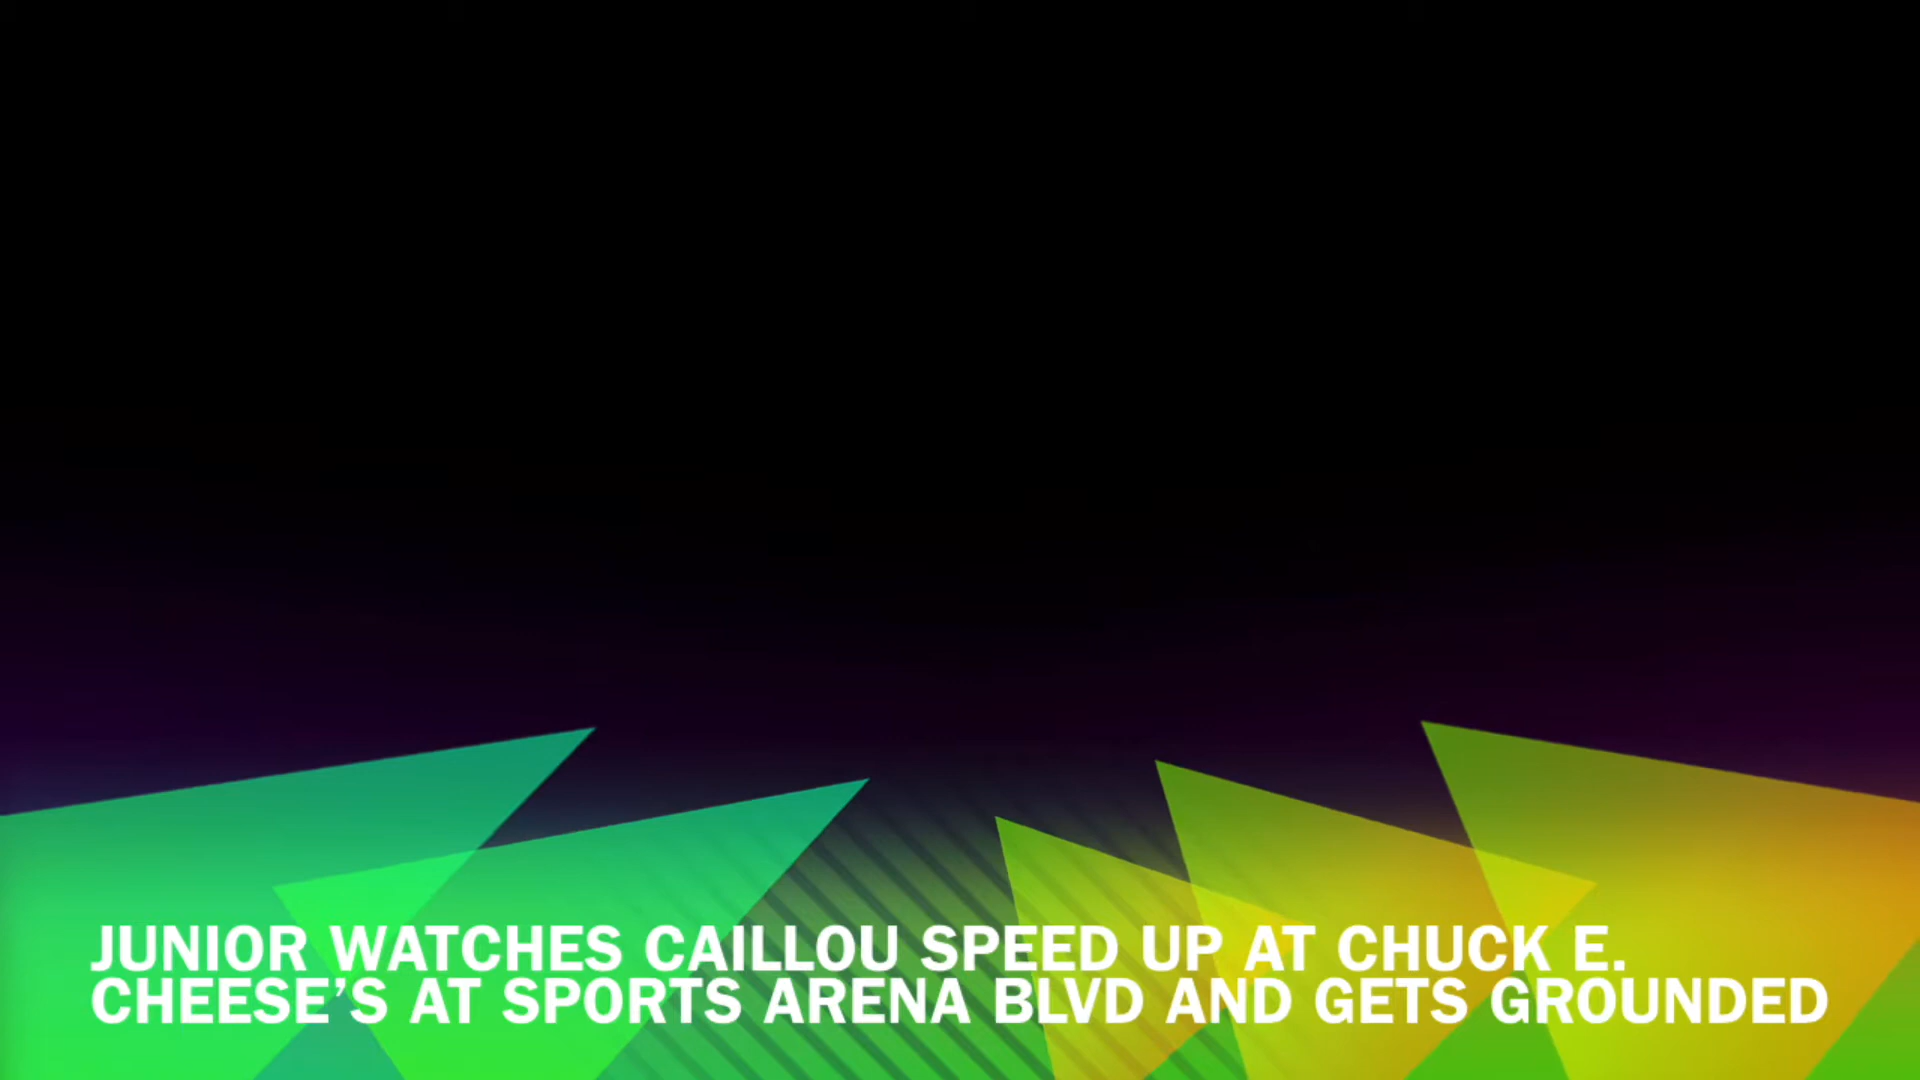 JUNIOR WATCHES CAILLOU SPEED UP AT CHUCK E.
CHEESE’S AT SPORTS ARENA BLVD AND GETS GROUNDED